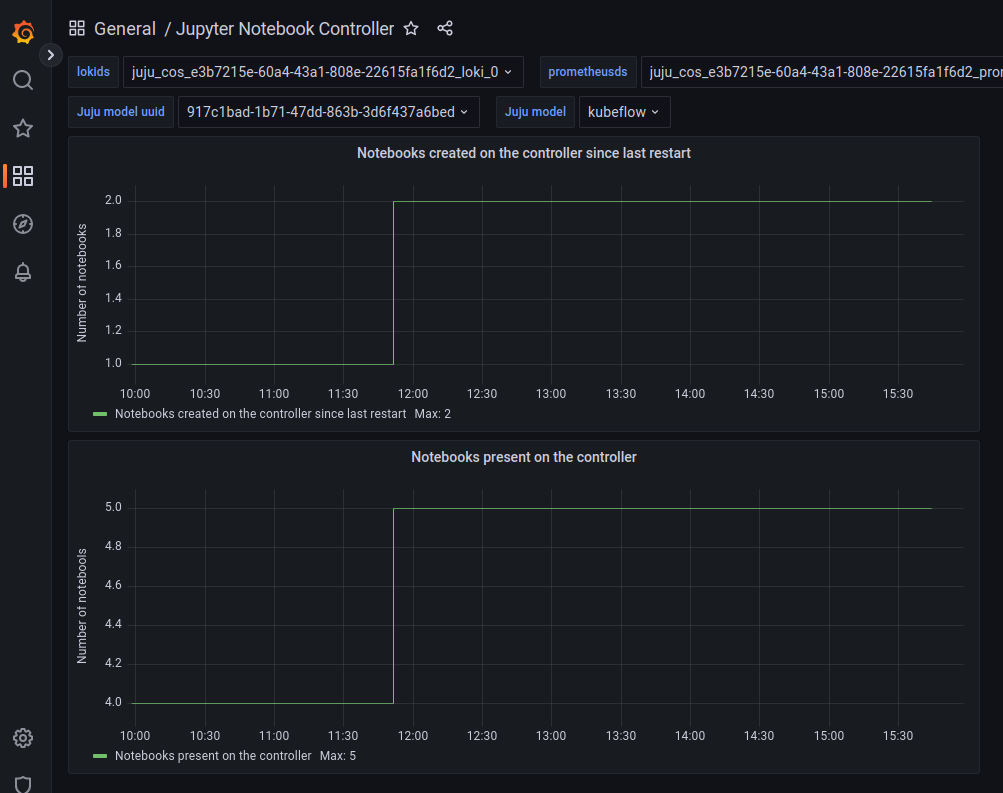 General / Jupyter Notebook Controller
lokids juju_cos_e3b7215e-60a4-43a1-808e-22615fa1f6d2_loki_0 prometheusds juju_cos_e3b7215e-60a4-43a1-808e-22615fa1f6d2_pro
Juju model uuid 917c1bad-1b71-47dd-863b-3d6f437a6bed Juju model kubeflow
Notebooks created on the controller since last restart
Number of notebooks
2.0
1.8
1.6
1.4
1.2
1.0
10:00 10:30 11:00 11:30 12:00 12:30 13:00 13:30 14:00 14:30 15:00 15:30
Notebooks created on the controller since last restart Max: 2
Notebooks present on the controller
Number of notebools
5.0
4.8
4.6
4.4
4.2
4.0
10:00 10:30 11:00 11:30 12:00 12:30 13:00 13:30 14:00 14:30 15:00 15:30
Notebooks present on the controller Max: 5